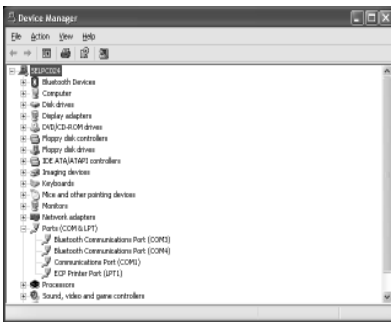 Device Manager
File Action View Help
SELPC024
Bluetooth Devices
Computer
Disk drives
Display adapters
DVD/CD-ROM drives
Floppy disk controllers
Floppy disk drives
IDE ATA/ATAPI controllers
Imaging devices
Keyboards
Mice and other pointing devices
Monitors
Network adapters
Ports (COM & LPT)
Bluetooth Communications Port (COM3)
Bluetooth Communications Port (COM4)
Communications Port (COM1)
ECP Printer Port (LPT1)
Processors
Sound, video and game controllers